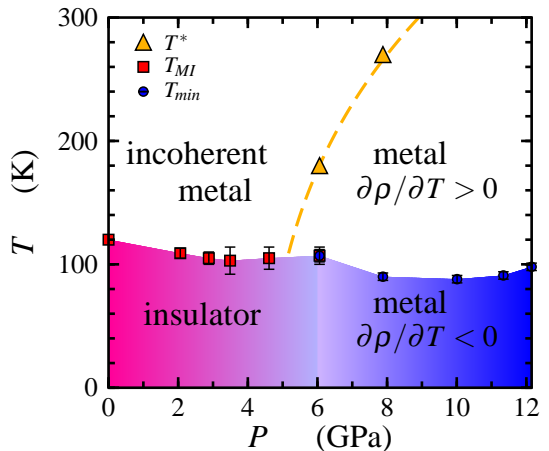 300
200
100
0
T (K)
T*
T_MI
T_min
incoherent
metal
metal
∂ρ/∂T > 0
insulator
metal
∂ρ/∂T < 0
0 2 4 6 8 10 12
P (GPa)